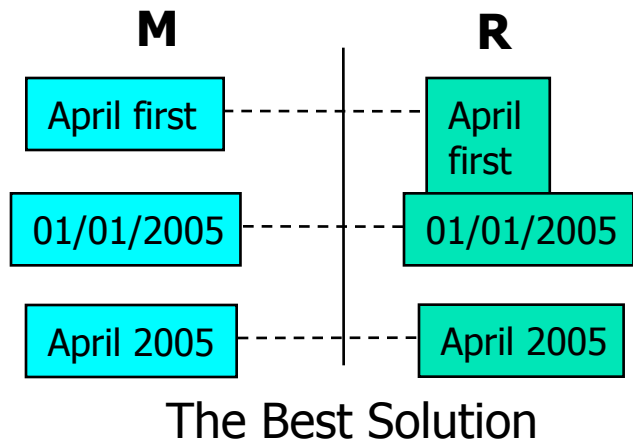 M R
April first April
first
01/01/2005 01/01/2005
April 2005 April 2005
The Best Solution